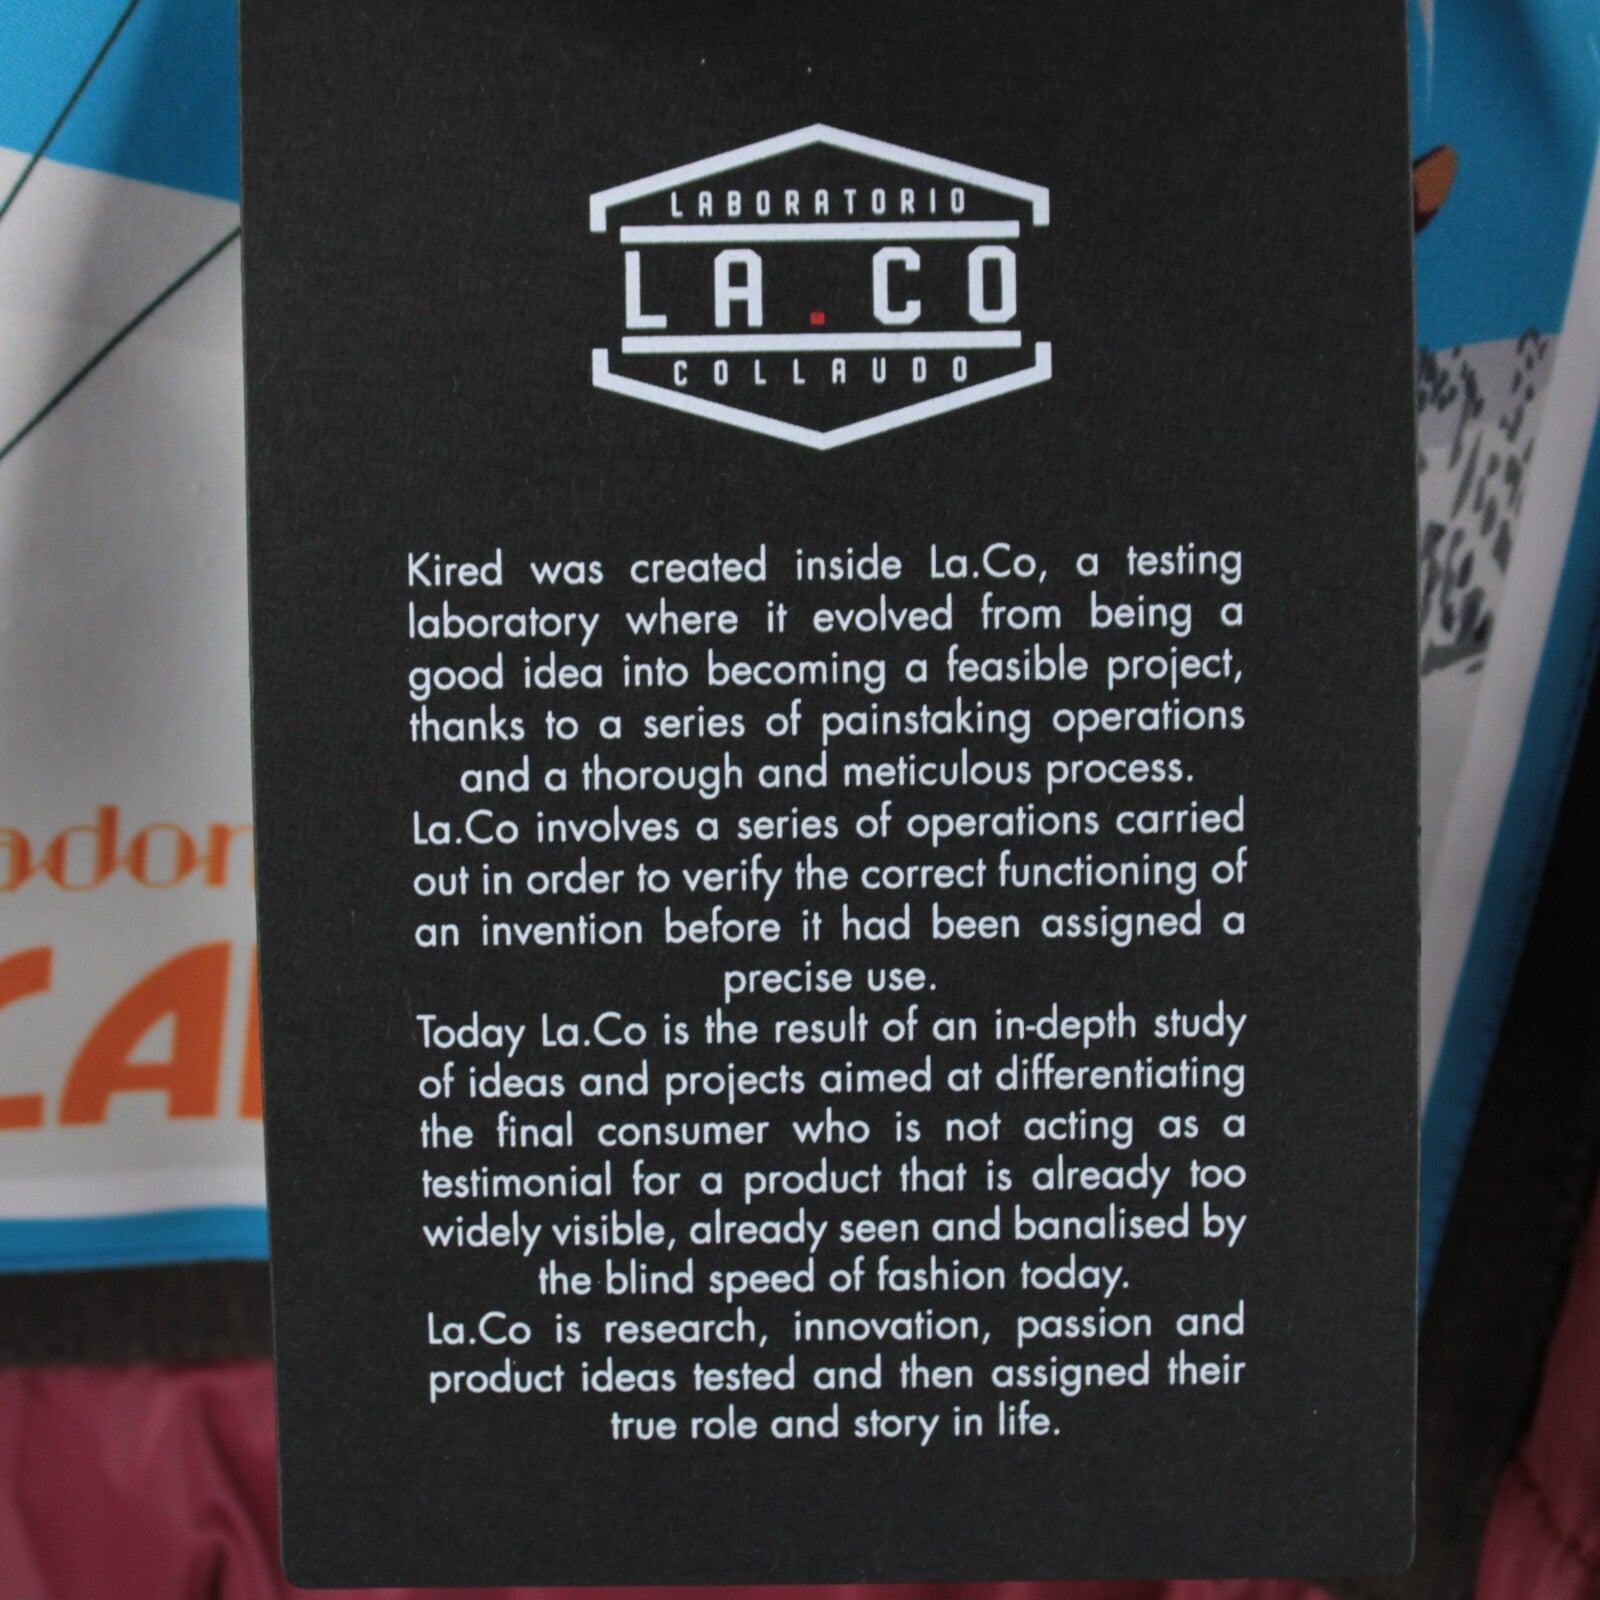 LABORATORIO
LA.CO
COLLAUDO
Kired was created inside La.Co, a testing
laboratory where it evolved from being a
good idea into becoming a feasible project,
thanks to a series of painstaking operations
and a thorough and meticulous process.
La.Co involves a series of operations carried
out in order to verify the correct functioning of
an invention before it had been assigned a
precise use.
Today La.Co is the result of an in-depth study
of ideas and projects aimed at differentiating
the final consumer who is not acting as a
testimonial for a product that is already too
widely visible, already seen and banalised by
the blind speed of fashion today.
La.Co is research, innovation, passion and
product ideas tested and then assigned their
true role and story in life.